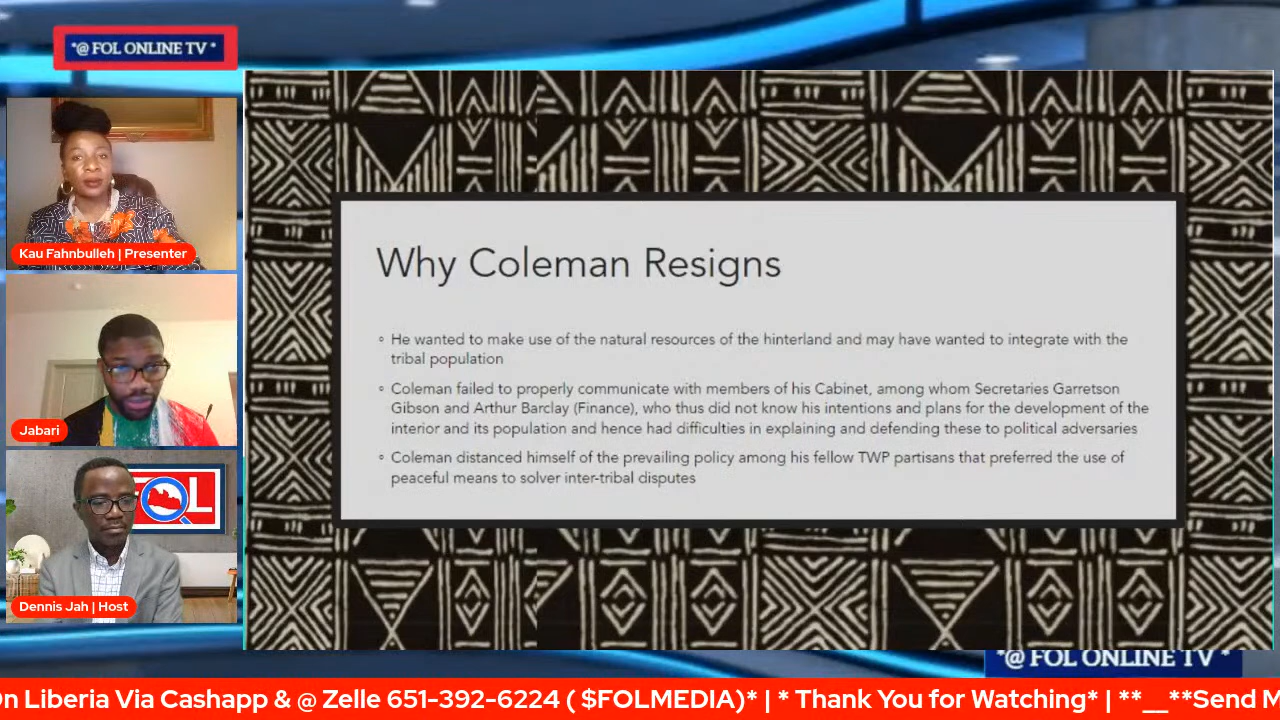 *@ FOL ONLINE TV *
Kau Fahnbulleh | Presenter
Jabari
FOL
Dennis Jah | Host
Why Coleman Resigns
◦ He wanted to make use of the natural resources of the hinterland and may have wanted to integrate with the
tribal population
◦ Coleman failed to properly communicate with members of his Cabinet, among whom Secretaries Garretson
Gibson and Arthur Barclay (Finance), who thus did not know his intentions and plans for the development of the
interior and its population and hence had difficulties in explaining and defending these to political adversaries
◦ Coleman distanced himself of the prevailing policy among his fellow TWP partisans that preferred the use of
peaceful means to solver inter-tribal disputes
*@ FOL ONLINE TV *
On Liberia Via Cashapp & @ Zelle 651-392-6224 ( $FOLMEDIA)* | * Thank You for Watching* | **__**Send M